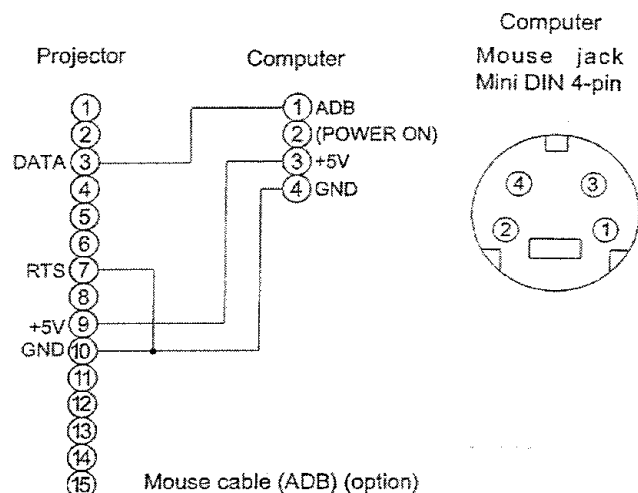 Computer
Mouse jack
Mini DIN 4-pin
Projector
Computer
1
2
DATA 3
4
5
6
RTS 7
8
+5V 9
GND 10
11
12
13
14
15
1 ADB
2 (POWER ON)
3 +5V
4 GND
4 3
2 1
Mouse cable (ADB) (option)